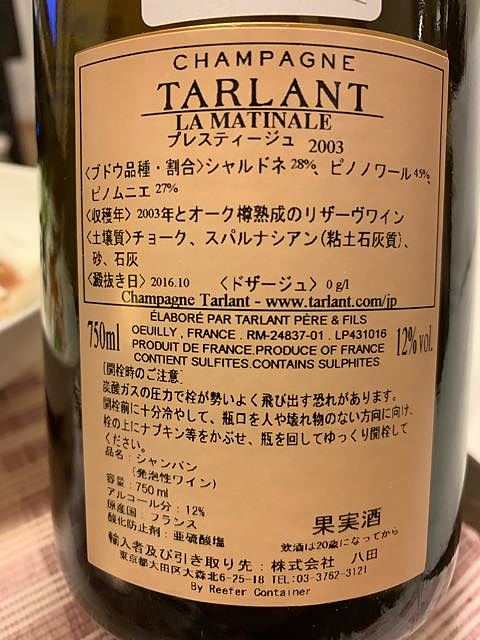 CHAMPAGNE
TARLANT
LA MATINALE
プレスティージュ 2003
〈ブドウ品種・割合〉シャルドネ28%、ピノノワール45%、
ピノムニエ27%
〈収穫年〉2003年とオーク樽熟成のリザーヴワイン
〈土壌質〉チョーク、スパルナシアン(粘土石灰質)、
砂、石灰
〈澱抜き日〉2016.10 〈ドザージュ〉0 g/l
Champagne Tarlant - www.tarlant.com/jp
ÉLABORÉ PAR TARLANT PÈRE & FILS
OEUILLY, FRANCE . RM-24837-01 . LP431016
750ml PRODUIT DE FRANCE.PRODUCE OF FRANCE 12% vol.
CONTIENT SULFITES.CONTAINS SULPHITES
[開栓時のご注意]
炭酸ガスの圧力で栓が勢いよく飛び出す恐れがあります。
開栓前に十分冷やして、瓶口を人や壊れ物のない方向に向け、
栓の上にナプキン等をかぶせ、瓶を回してゆっくり開栓して
ください。
品名：シャンパン
(発泡性ワイン)
容量：750ml
アルコール分：12%
原産国：フランス
酸化防止剤：亜硫酸塩
果実酒
飲酒は20歳になってから
輸入者及び引き取り先：株式会社 八田
東京都大田区大森北6-25-18 TEL:03-3762-3121
By Reefer Container